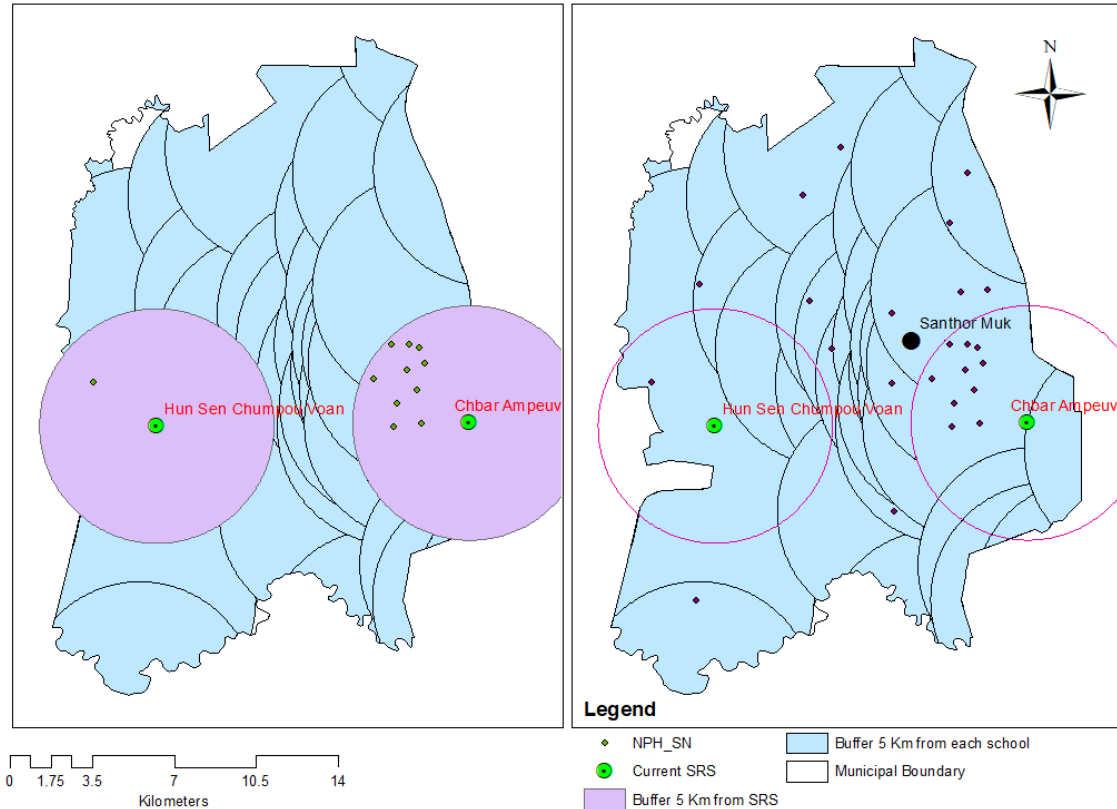 Hun Sen Chumpou Voan
Chbar Ampeuv
N
Santhor Muk
Hun Sen Chumpou Voan
Chbar Ampeuv
Legend
NPH_SN
Current SRS
Buffer 5 Km from SRS
Buffer 5 Km from each school
Municipal Boundary
0 1.75 3.5 7 10.5 14
Kilometers